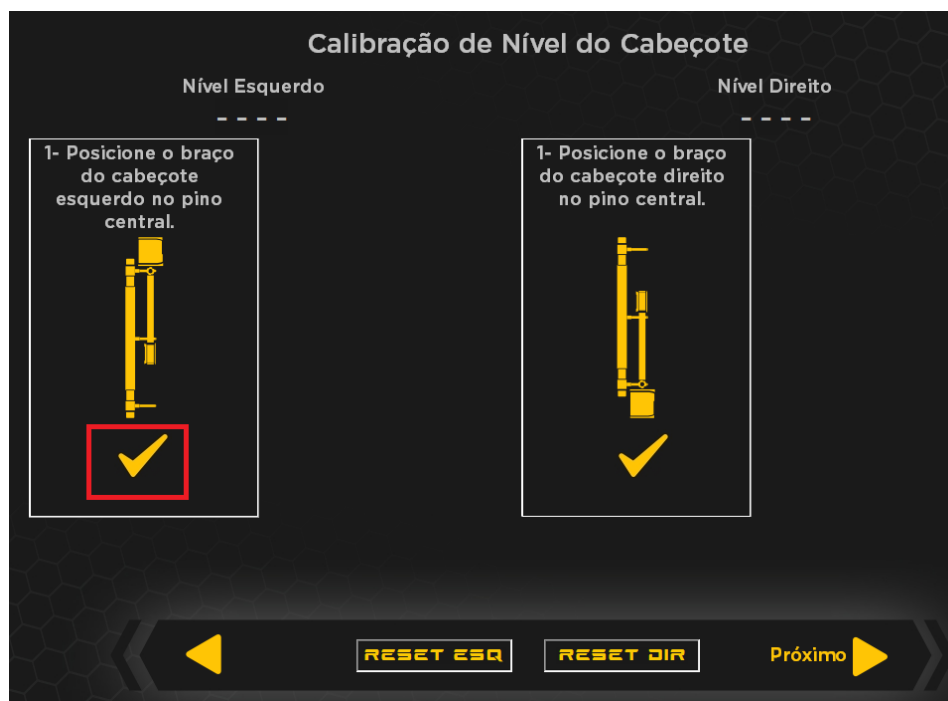 Calibração de Nível do Cabeçote
Nível Esquerdo
- - - -
Nível Direito
- - - -
1- Posicione o braço
do cabeçote
esquerdo no pino
central.
1- Posicione o braço
do cabeçote direito
no pino central.
RESET ESQ
RESET DIR
Próximo